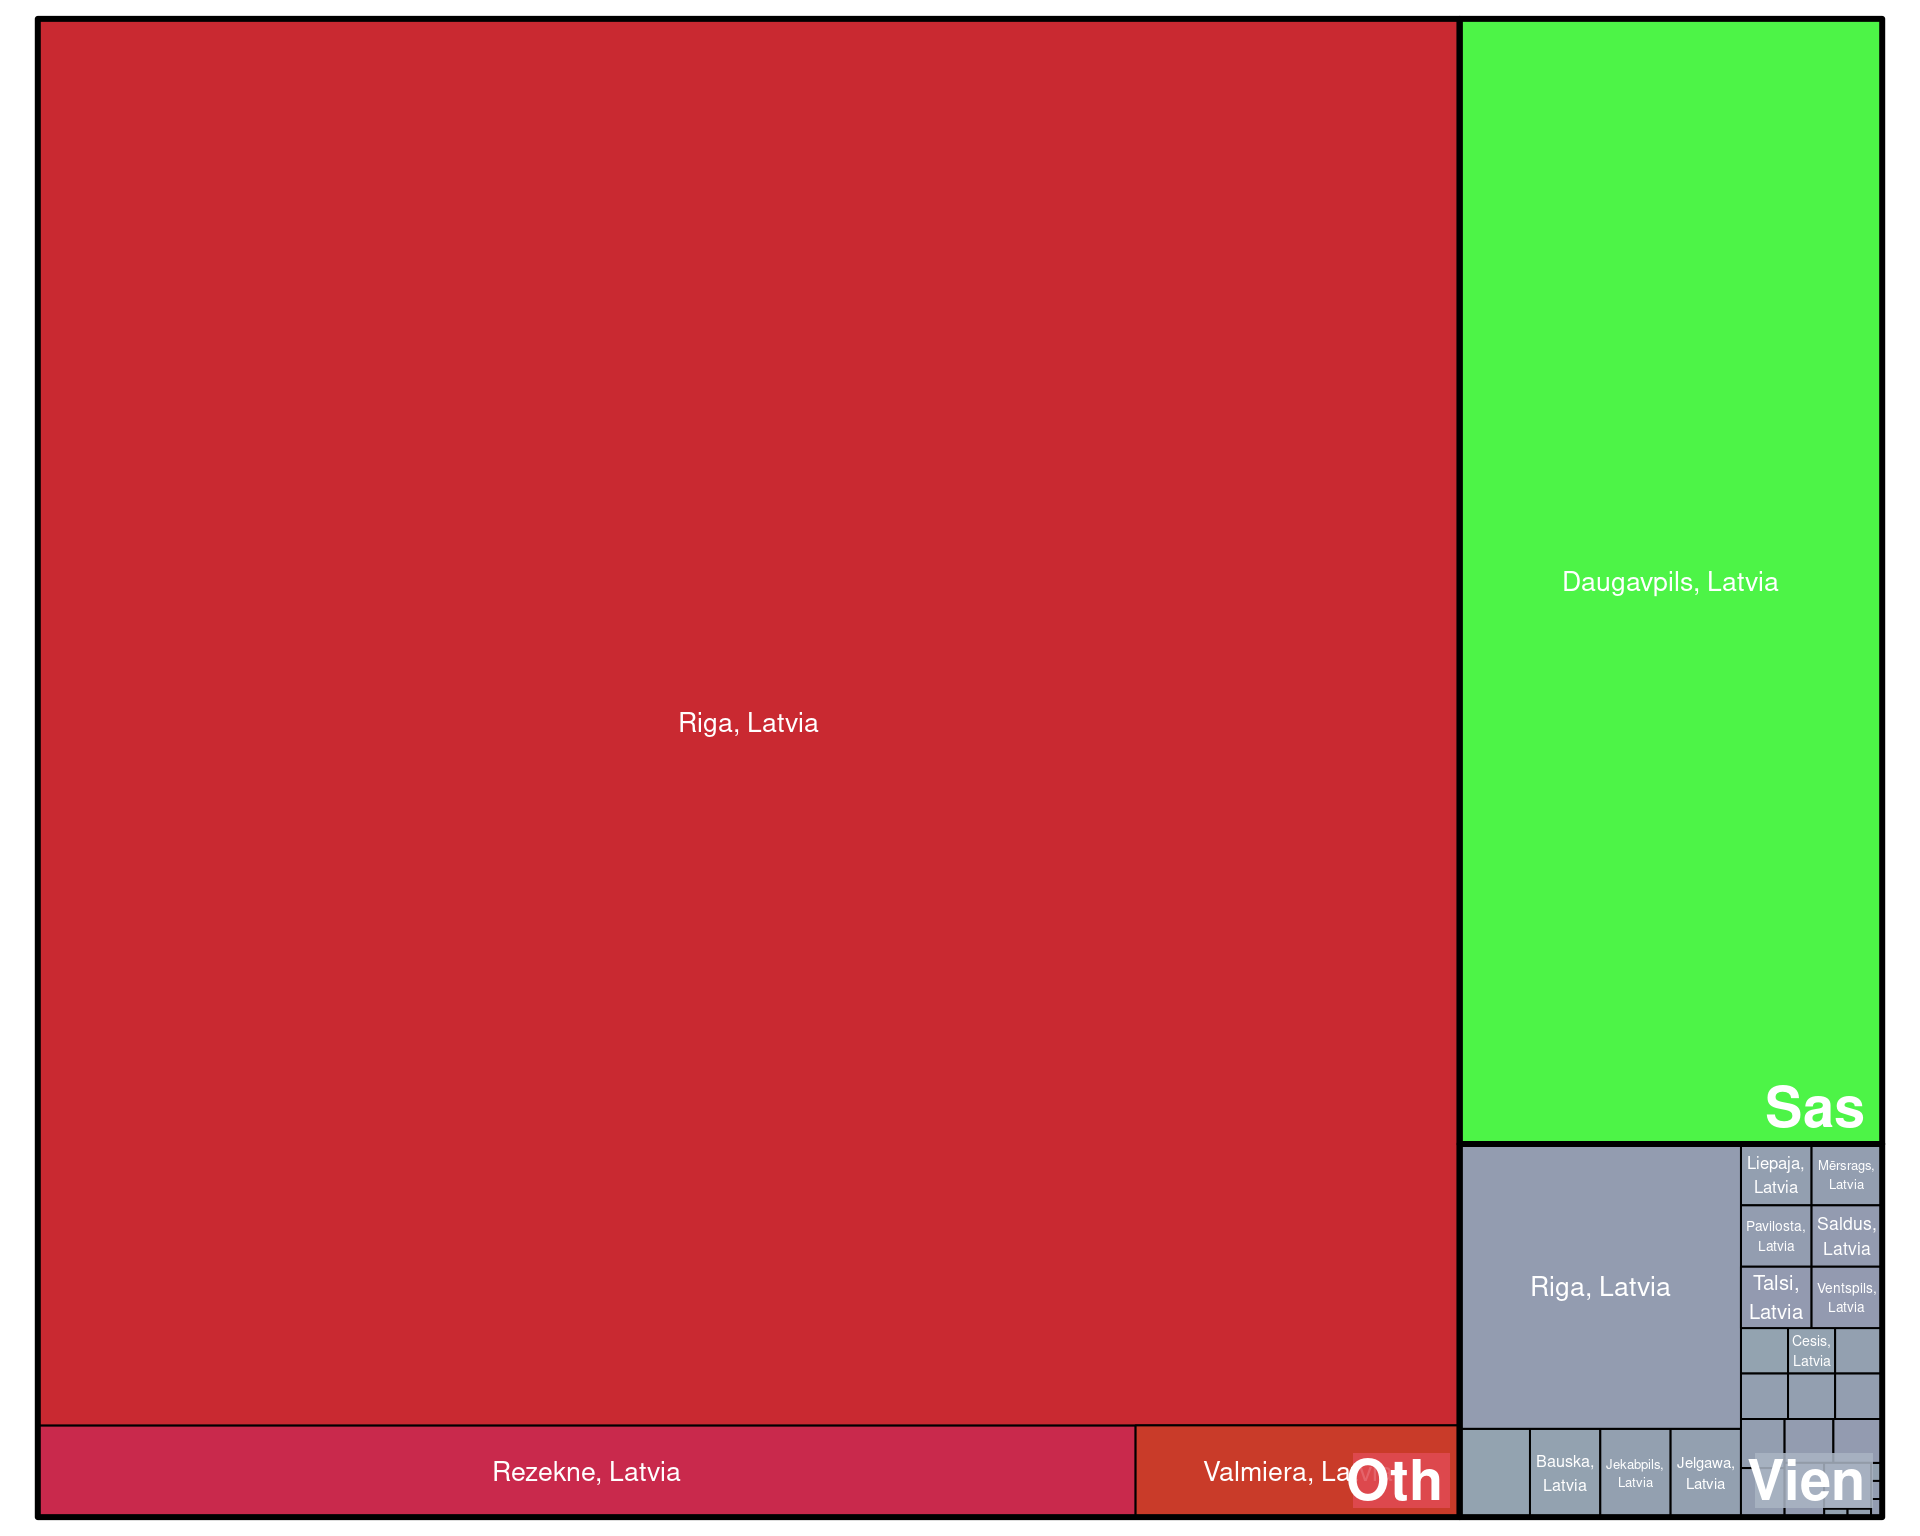 Riga, Latvia
Rezekne, Latvia
Valmiera, La
Oth
Daugavpils, Latvia
Sas
Riga, Latvia
Liepaja,
Latvia
Mērsrags,
Latvia
Pavilosta,
Latvia
Saldus,
Latvia
Talsi,
Latvia
Ventspils,
Latvia
Cesis,
Latvia
Bauska,
Latvia
Jekabpils,
Latvia
Jelgawa,
Latvia
Vien